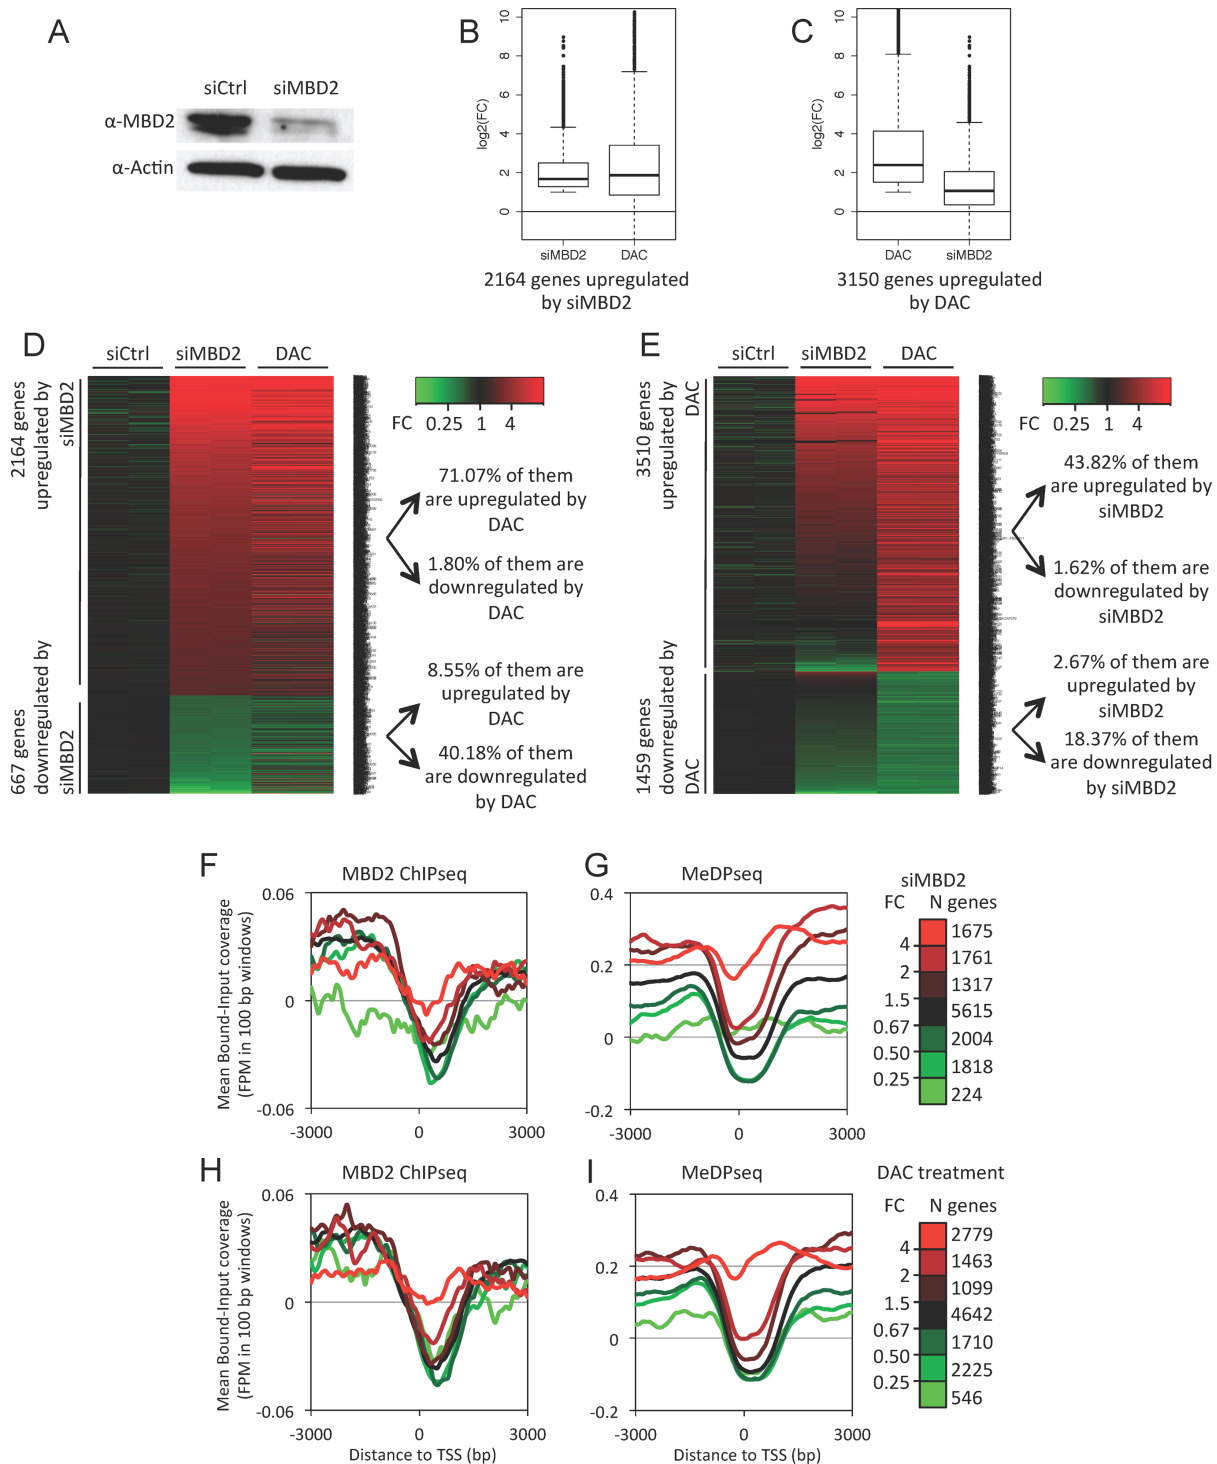 A
siCtrl siMBD2
α-MBD2
α-Actin
B
log2(FC)
10
8
6
4
2
0
siMBD2 DAC
2164 genes upregulated
by siMBD2
C
log2(FC)
10
8
6
4
2
0
DAC siMBD2
3150 genes upregulated
by DAC
D
siCtrl siMBD2 DAC
2164 genes
upregulated by
siMBD2
667 genes
downregulated by
siMBD2
FC 0.25 1 4
71.07% of them
are upregulated by
DAC
1.80% of them are
downregulated by
DAC
8.55% of them are
upregulated by
DAC
40.18% of them
are downregulated
by DAC
E
siCtrl siMBD2 DAC
3510 genes
upregulated by
DAC
1459 genes
downregulated by
DAC
FC 0.25 1 4
43.82% of them
are upregulated by
siMBD2
1.62% of them are
downregulated by
siMBD2
2.67% of them are
upregulated by
siMBD2
18.37% of them
are downregulated
by siMBD2
F
MBD2 ChIPseq
Mean Bound-Input coverage
(FPM in 100 bp windows)
0.06
0
-0.06
-3000 0 3000
G
MeDPseq
0.4
0.2
0
-0.2
-3000 0 3000
siMBD2
FC N genes
1675
4
1761
2
1317
1.5
5615
0.67
2004
0.50
1818
0.25
224
H
MBD2 ChIPseq
Mean Bound-Input coverage
(FPM in 100 bp windows)
0.06
0
-0.06
-3000 0 3000
Distance to TSS (bp)
I
MeDPseq
0.4
0.2
0
-0.2
-3000 0 3000
Distance to TSS (bp)
DAC treatment
FC N genes
2779
4
1463
2
1099
1.5
4642
0.67
1710
0.50
2225
0.25
546